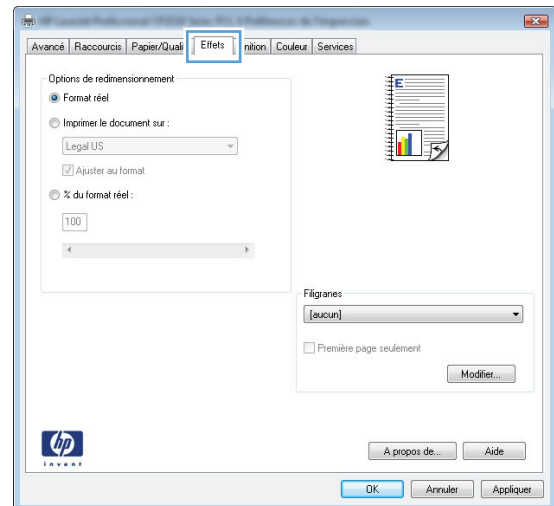 Avancé Raccourcis Papier/Quali Effets nition Couleur Services
Options de redimensionnement
Format réel
Imprimer le document sur :
Legal US
Ajuster au format
% du format réel :
100
E
Filigranes
[aucun]
Première page seulement
Modifier...
hp
invent
A propos de... Aide
OK Annuler Appliquer